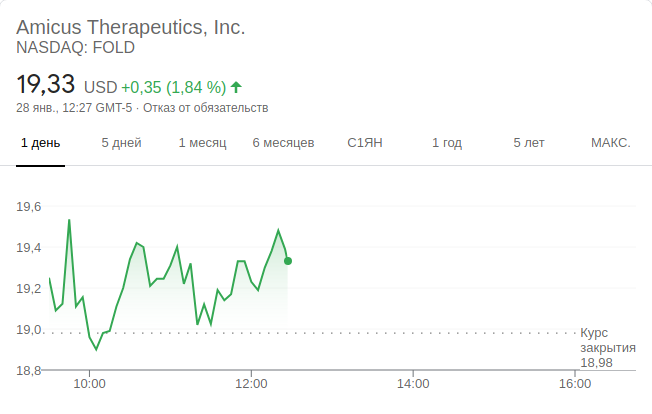 Amicus Therapeutics, Inc.
NASDAQ: FOLD
19,33 USD +0,35 (1,84 %)
28 янв., 12:27 GMT-5 · Отказ от обязательств
1 день 5 дней 1 месяц 6 месяцев С1ЯН 1 год 5 лет МАКС.
19,6
19,4
19,2
19,0
Курс
закрытия
18,98
18,8
10:00 12:00 14:00 16:00